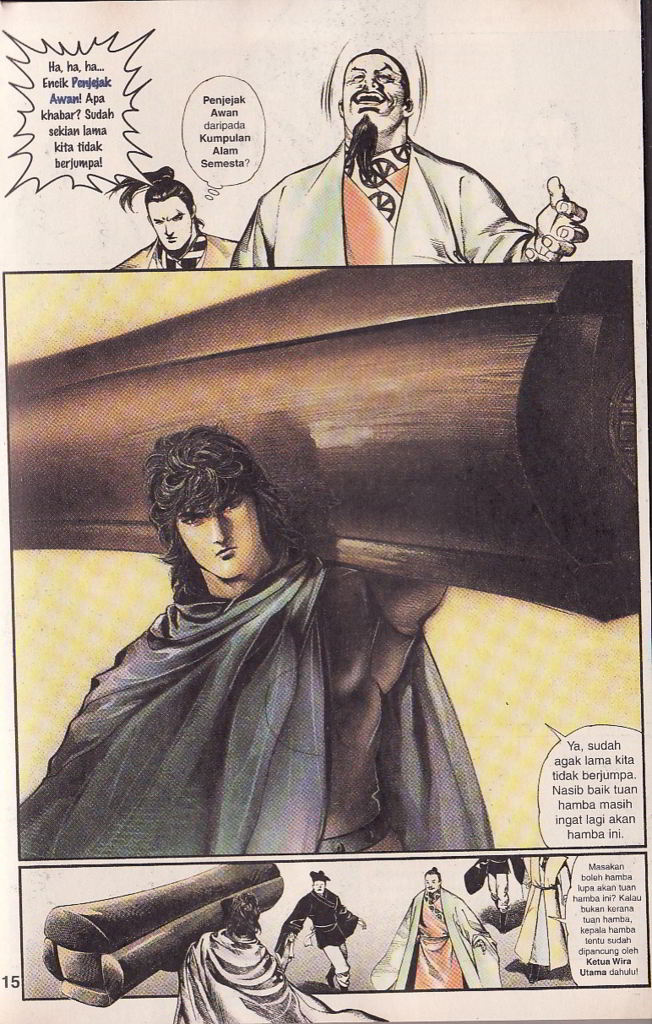 Ha, ha, ha...
Encik Penjejak
Awan! Apa
khabar? Sudah
sekian lama
kita tidak
berjumpa!
Penjejak
Awan
daripada
Kumpulan
Alam
Semesta?
Ya, sudah
agak lama kita
tidak berjumpa.
Nasib baik tuan
hamba masih
ingat lagi akan
hamba ini.
Masakan
boleh hamba
lupa akan tuan
hamba ini? Kalau
bukan kerana
tuan hamba,
kepala hamba
tentu sudah
dipancung oleh
Ketua Wira
Utama dahulu!
15